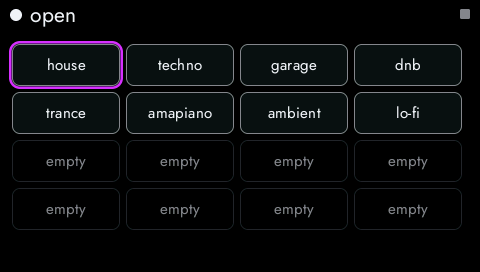 open
house techno garage dnb
trance amapiano ambient lo-fi
empty empty empty empty
empty empty empty empty